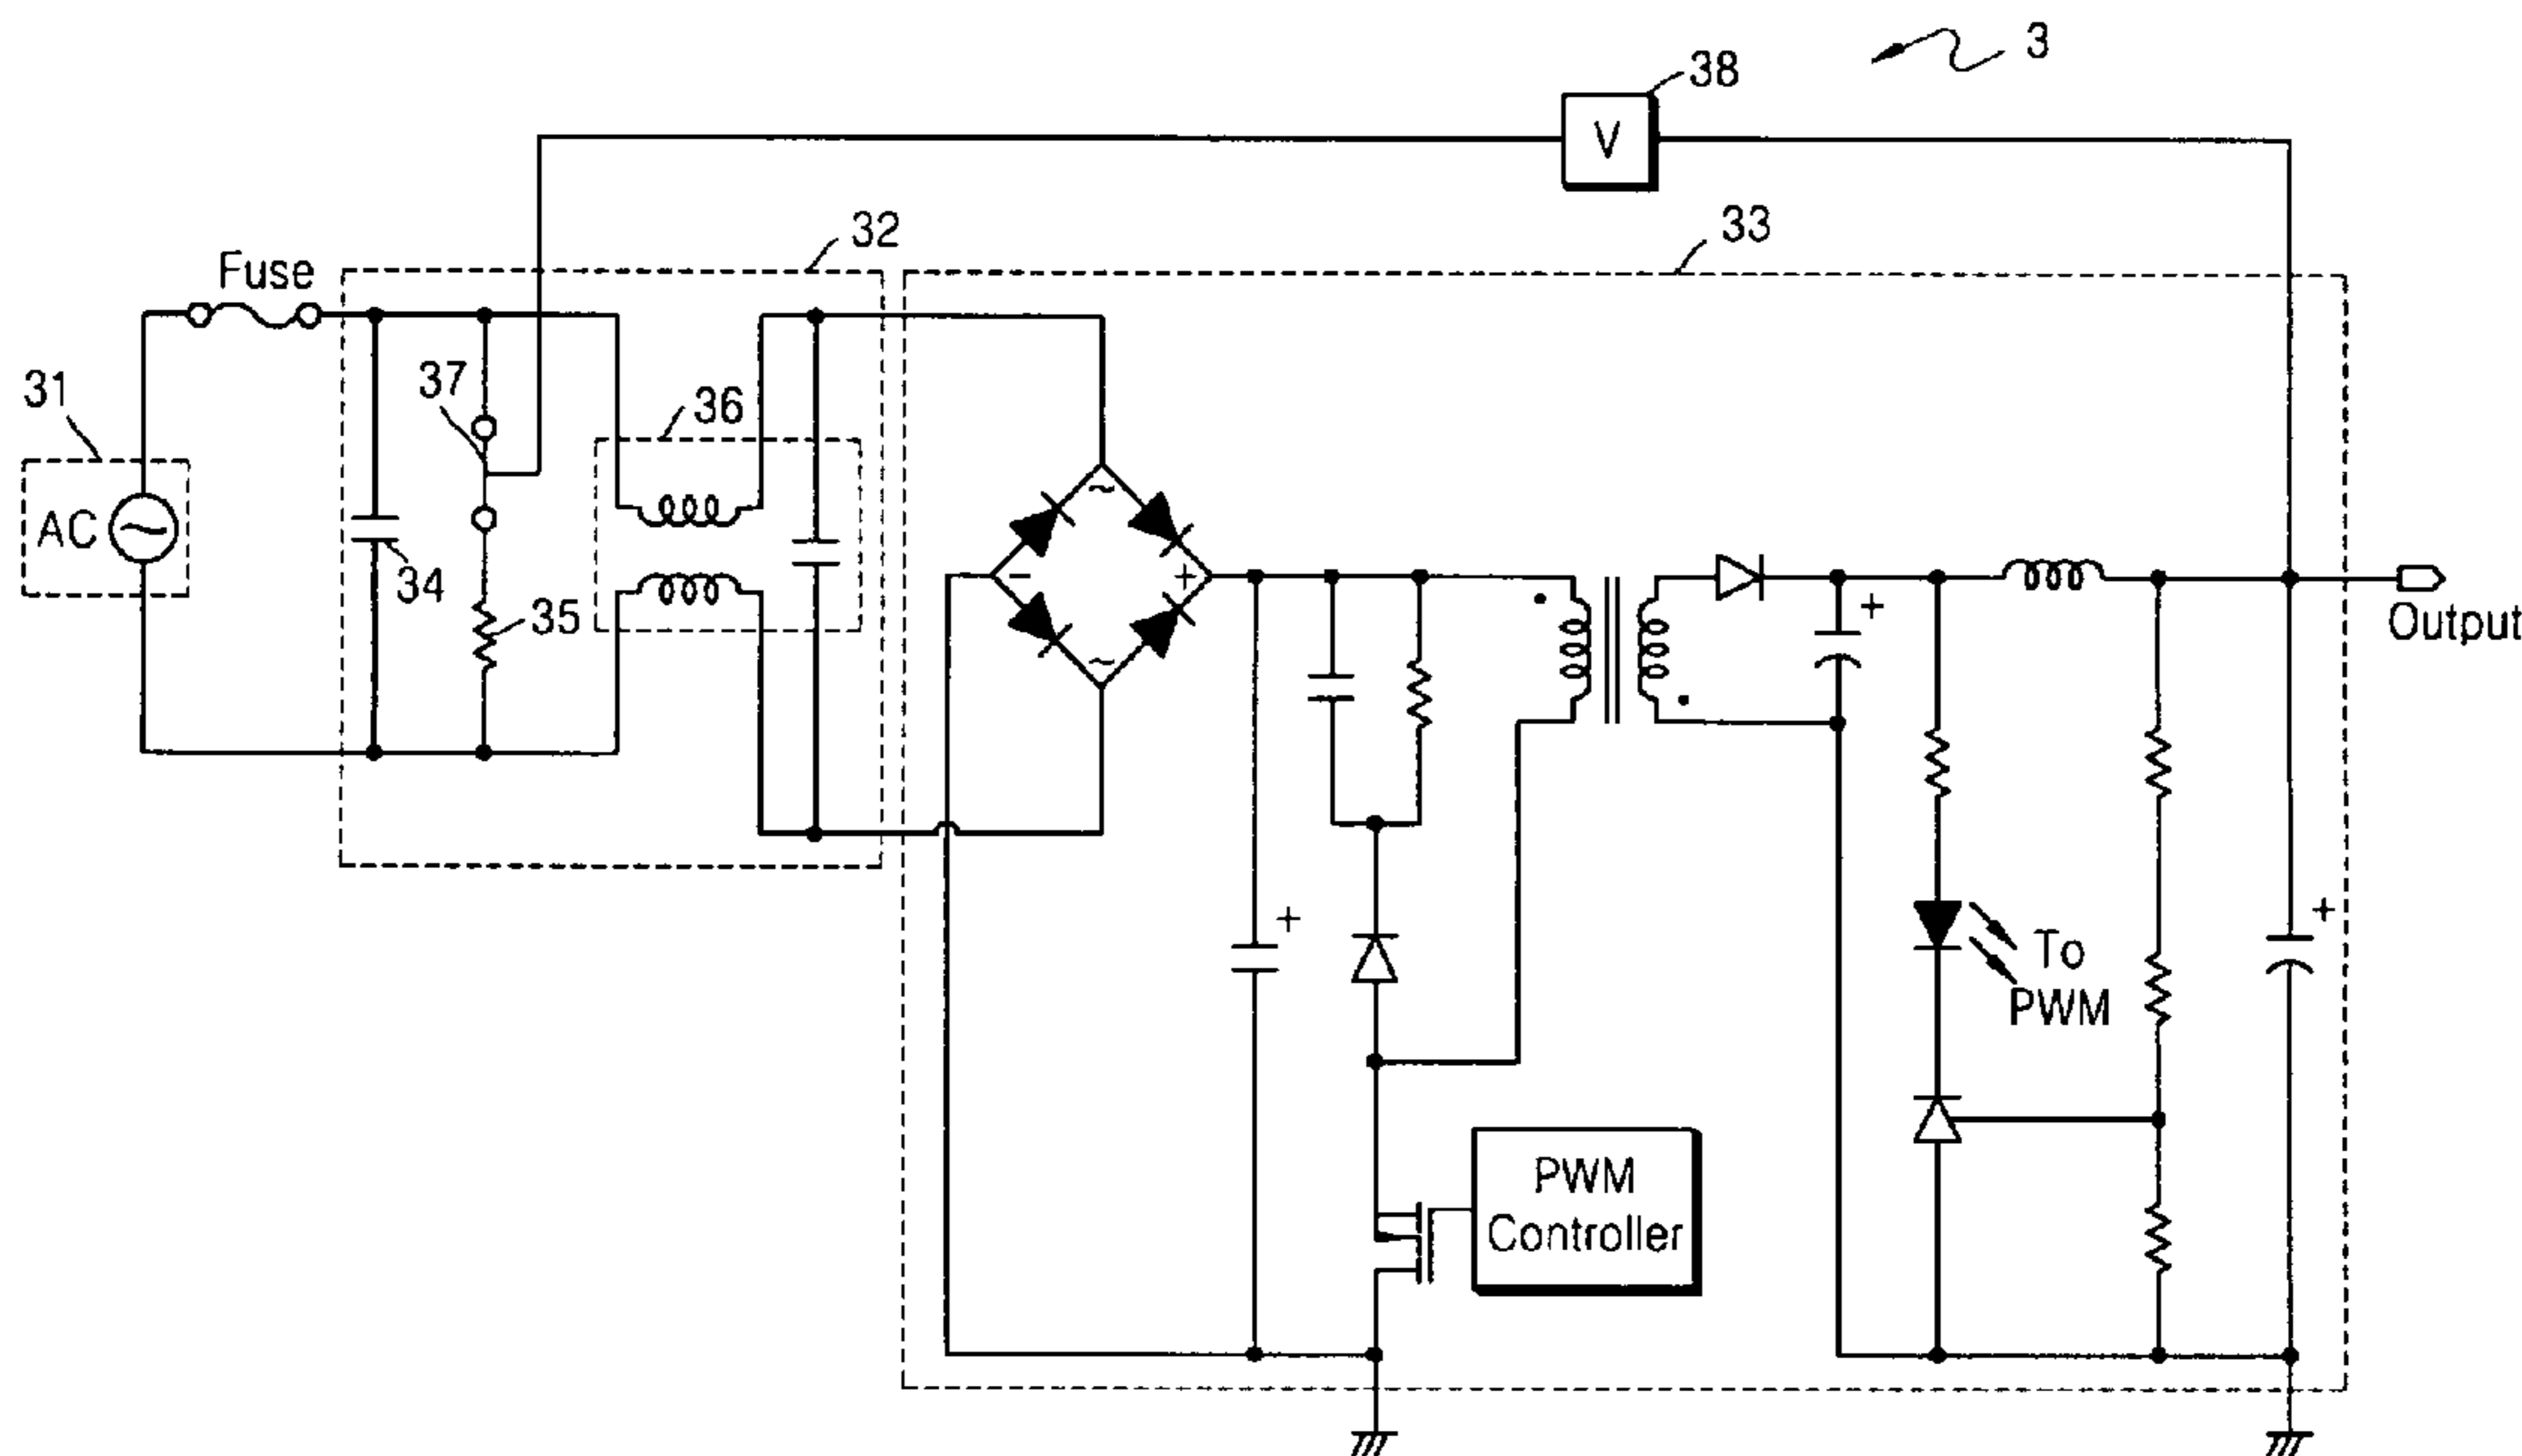 3
38
V
32
33
Fuse
37
36
31
AC
34
35
Output
To
PWM
PWM
Controller